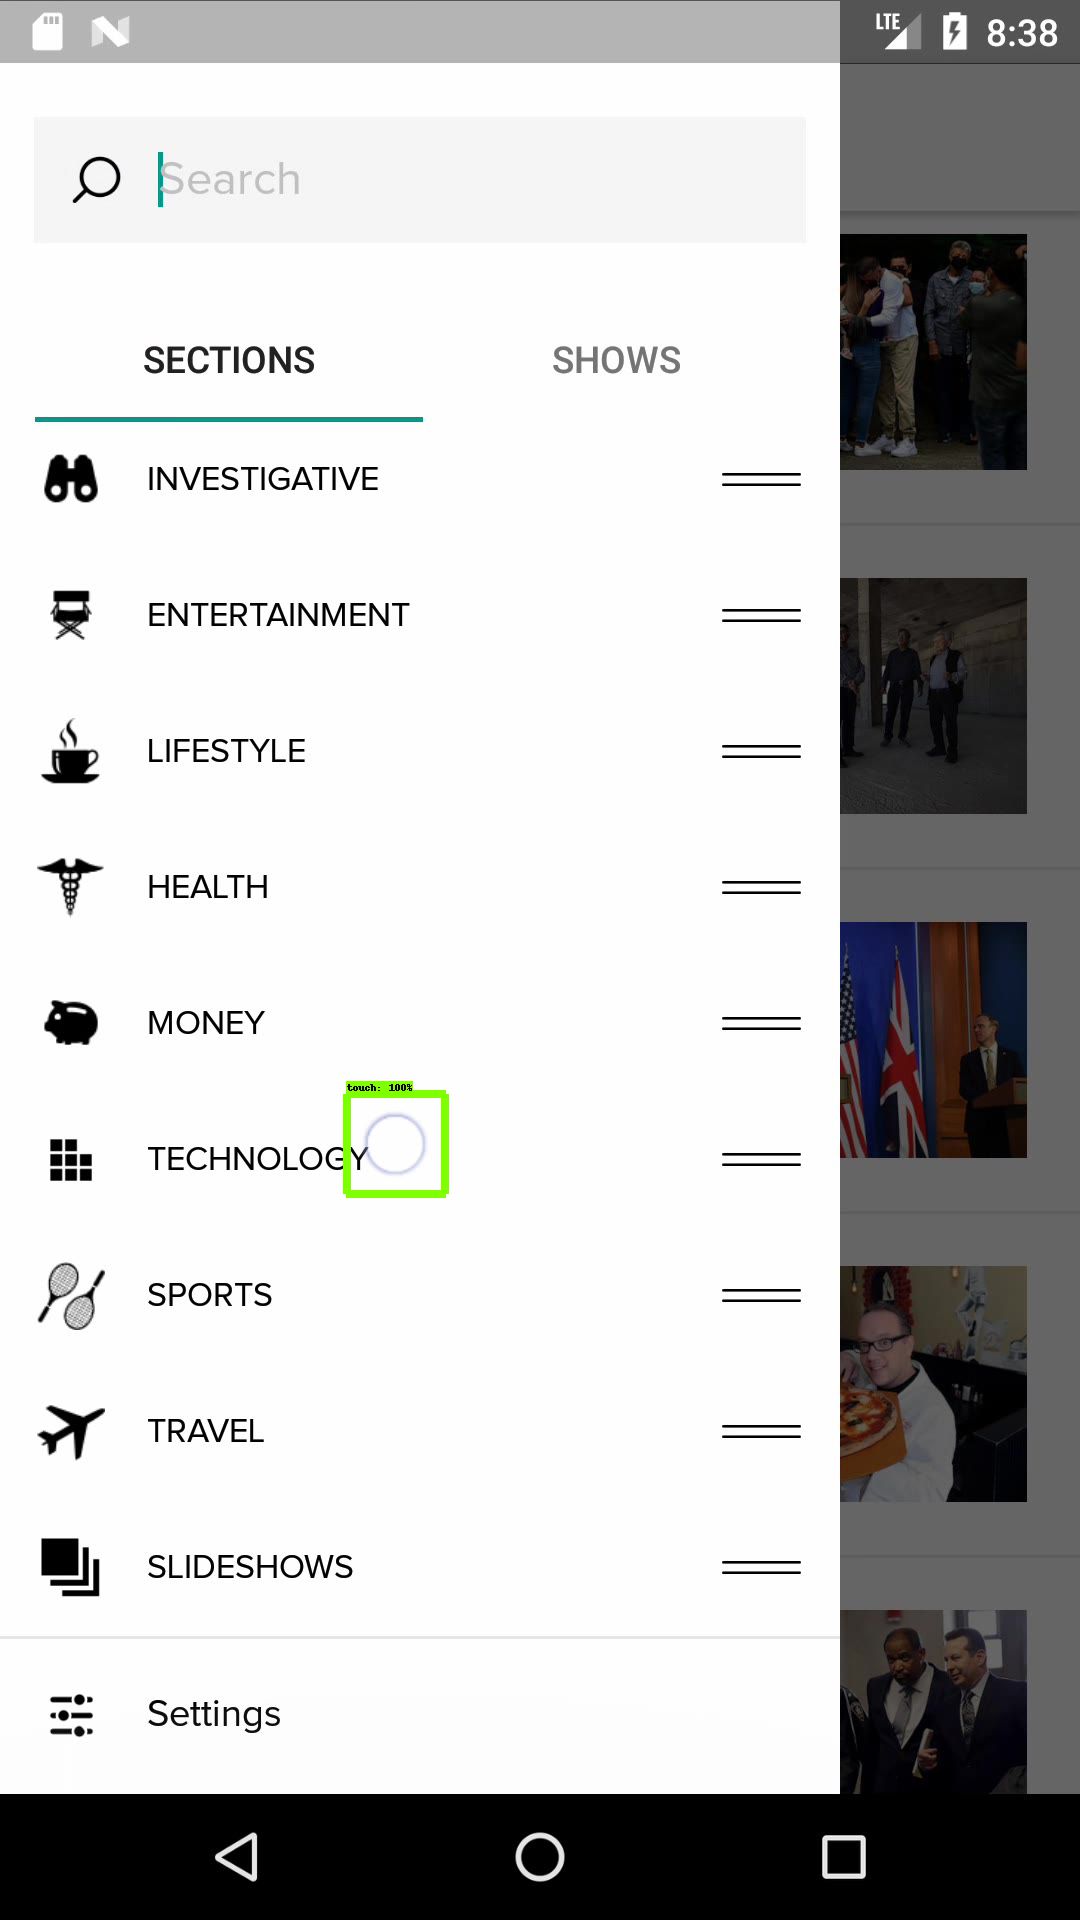 LTE 8:38
Search
SECTIONS SHOWS
INVESTIGATIVE
ENTERTAINMENT
LIFESTYLE
HEALTH
MONEY
touch: 100%
TECHNOLOGY
SPORTS
TRAVEL
SLIDESHOWS
Settings